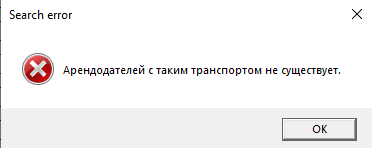 Search error
Арендодателей с таким транспортом не существует.
OK